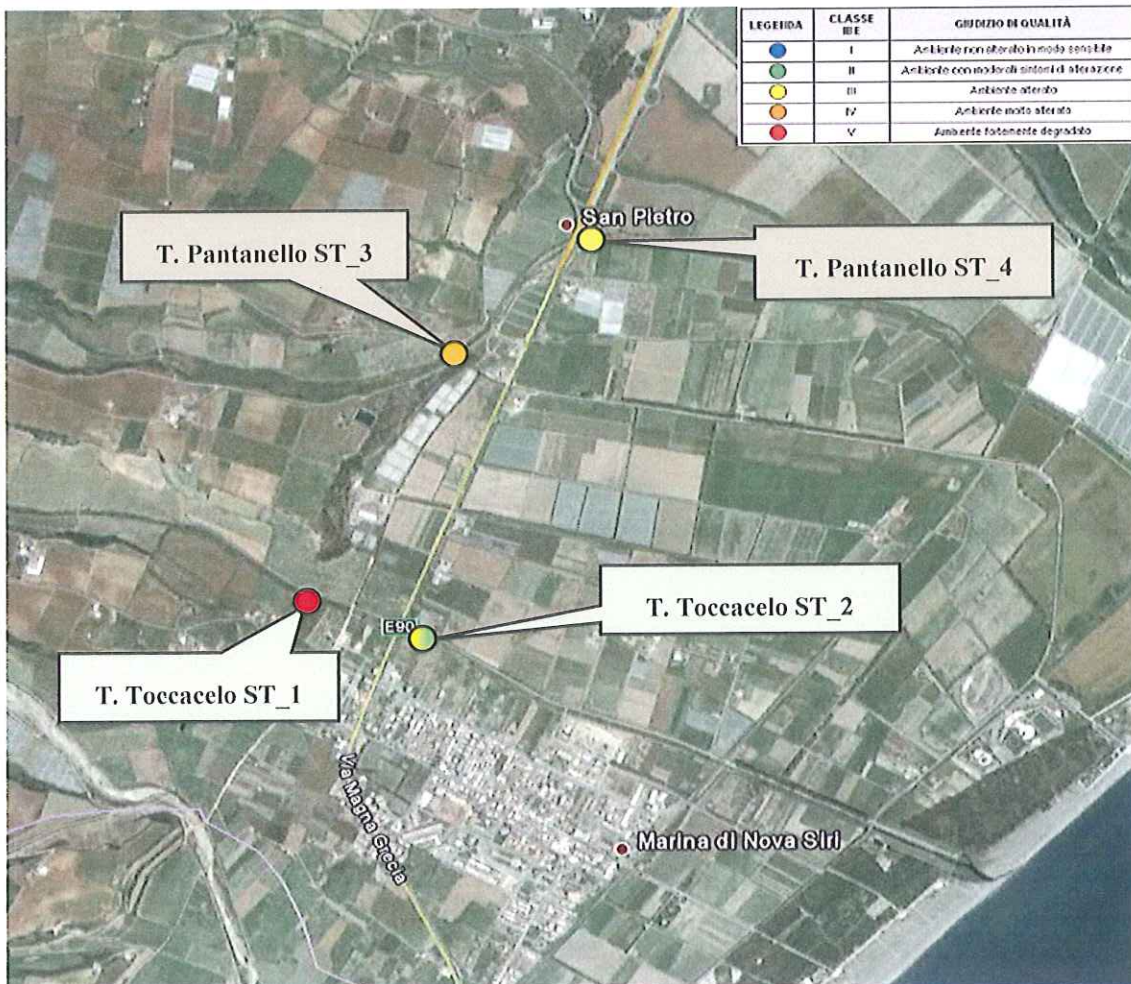 LEGENDA CLASSE IBE GIUDIZIO DI QUALITÀ
I Ambiente non alterato in modo sensibile
II Ambiente con moderati sintomi di alterazione
III Ambiente alterato
IV Ambiente molto alterato
V Ambiente fortemente degradato
San Pietro
T. Pantanello ST_3
T. Pantanello ST_4
T. Toccacelo ST_2
E90
T. Toccacelo ST_1
Via Magna Grecia
Marina di Nova Siri